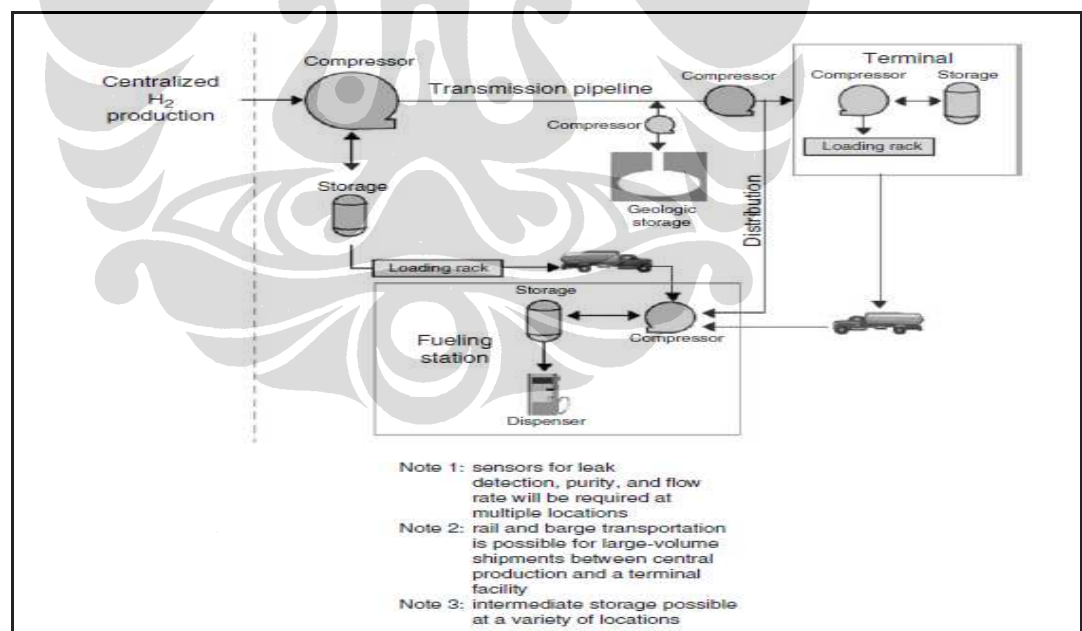 Centralized
H2
production
Compressor
Transmission pipeline
Compressor
Terminal
Compressor
Storage
Loading rack
Compressor
Geologic
storage
Storage
Distribution
Loading rack
Storage
Compressor
Fueling
station
Dispenser
Note 1: sensors for leak
detection, purity, and flow
rate will be required at
multiple locations
Note 2: rail and barge transportation
is possible for large-volume
shipments between central
production and a terminal
facility
Note 3: intermediate storage possible
at a variety of locations